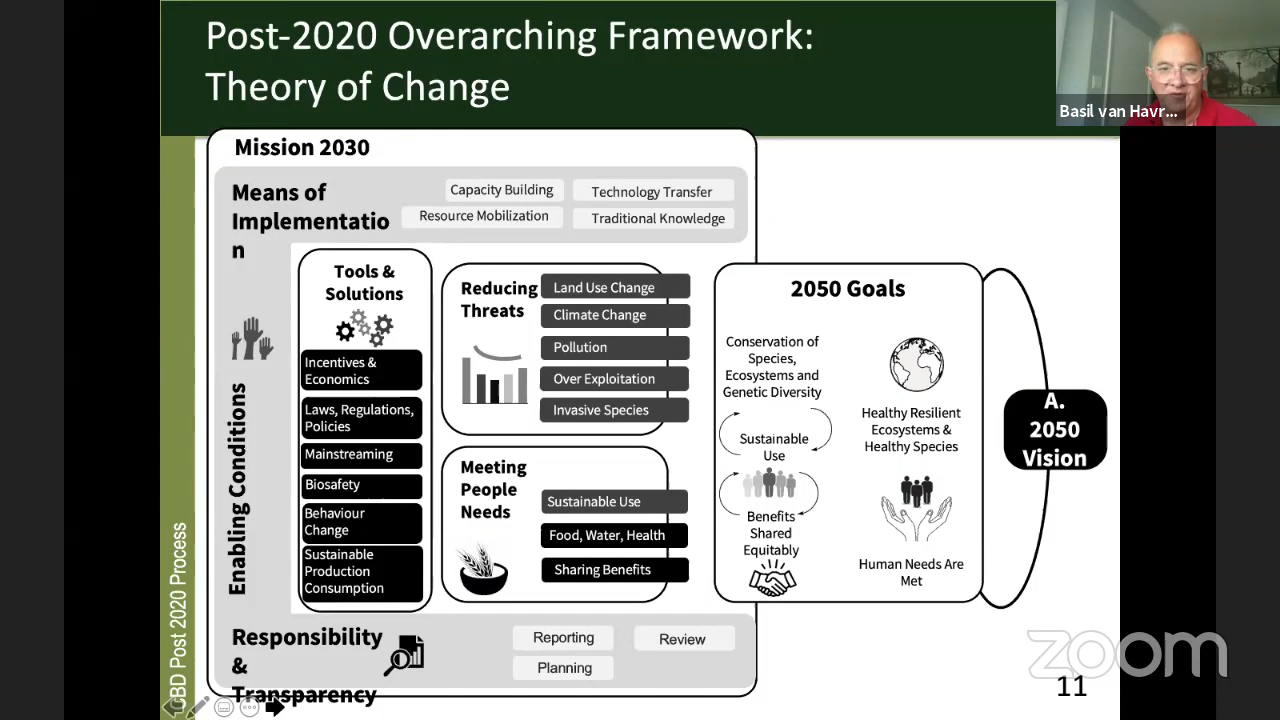 Post-2020 Overarching Framework:
Theory of Change
Basil van Havr...
Mission 2030
Means of
Implementatio
n
Capacity Building
Technology Transfer
Resource Mobilization
Traditional Knowledge
Enabling Conditions
Tools &
Solutions
Incentives &
Economics
Laws, Regulations,
Policies
Mainstreaming
Biosafety
Behaviour
Change
Sustainable
Production
Consumption
Reducing
Threats
Land Use Change
Climate Change
Pollution
Over Exploitation
Invasive Species
Meeting
People
Needs
Sustainable Use
Food, Water, Health
Sharing Benefits
2050 Goals
Conservation of
Species,
Ecosystems and
Genetic Diversity
Sustainable
Use
Benefits
Shared
Equitably
Healthy Resilient
Ecosystems &
Healthy Species
Human Needs Are
Met
A.
2050
Vision
Responsibility
&
Transparency
Reporting
Review
Planning
CBD Post 2020 Process
zoom
11